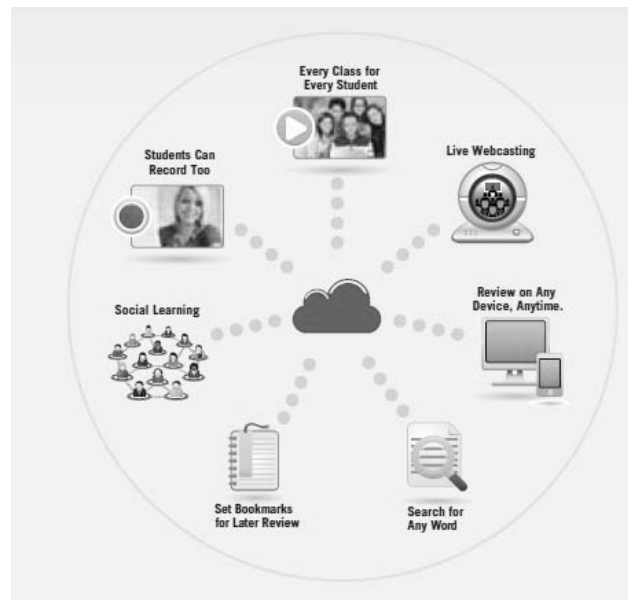 Every Class for
Every Student
Live Webcasting
Students Can
Record Too
Review on Any
Device, Anytime.
Social Learning
Set Bookmarks
for Later Review
Search for
Any Word